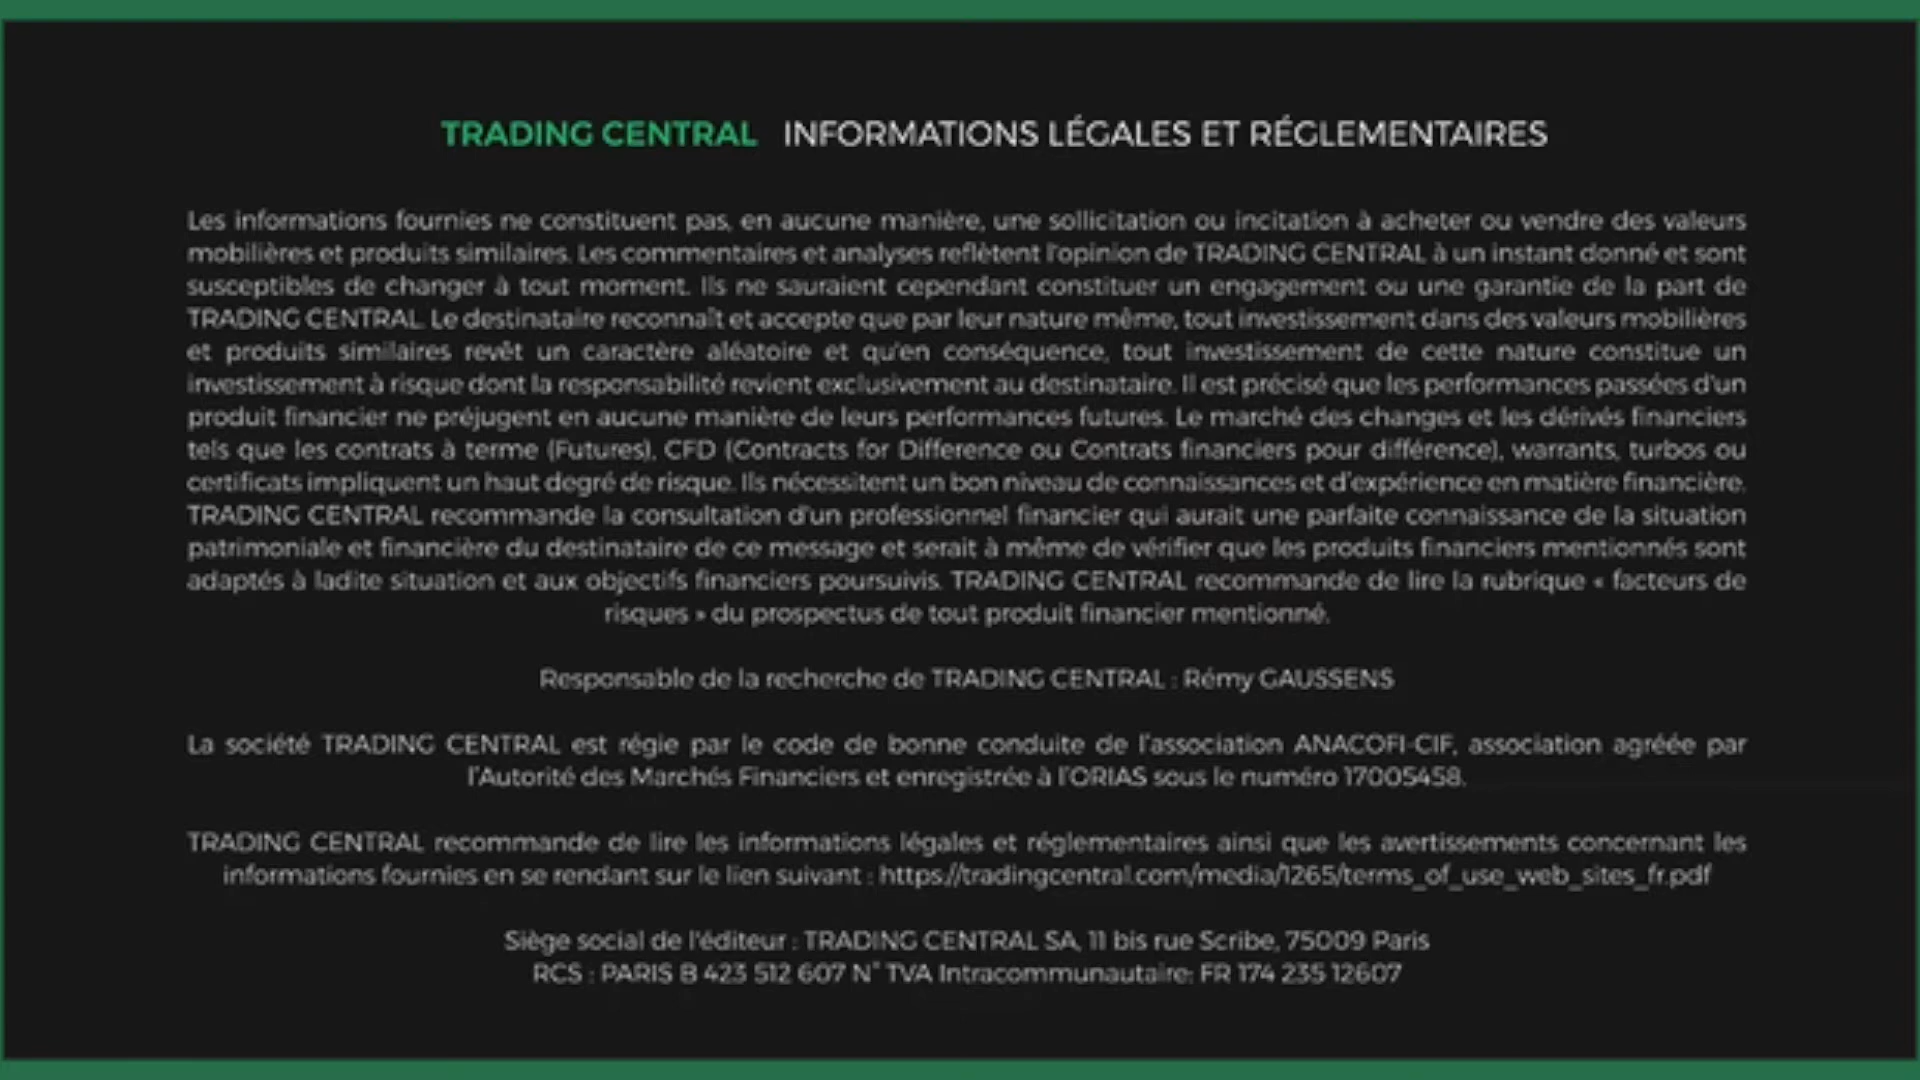 TRADING CENTRAL INFORMATIONS LÉGALES ET RÉGLEMENTAIRES
Les informations fournies ne constituent pas, en aucune manière, une sollicitation ou incitation à acheter ou vendre des valeurs
mobilières et produits similaires. Les commentaires et analyses reflètent l'opinion de TRADING CENTRAL à un instant donné et sont
susceptibles de changer à tout moment. Ils ne sauraient cependant constituer un engagement ou une garantie de la part de
TRADING CENTRAL. Le destinataire reconnaît et accepte que par leur nature même, tout investissement dans des valeurs mobilières
et produits similaires revêt un caractère aléatoire et qu'en conséquence, tout investissement de cette nature constitue un
investissement à risque dont la responsabilité revient exclusivement au destinataire. Il est précisé que les performances passées d'un
produit financier ne préjugent en aucune manière de leurs performances futures. Le marché des changes et les dérivés financiers
tels que les contrats à terme (Futures), CFD (Contracts for Difference ou Contrats financiers pour différence), warrants, turbos ou
certificats impliquent un haut degré de risque. Ils nécessitent un bon niveau de connaissances et d'expérience en matière financière.
TRADING CENTRAL recommande la consultation d'un professionnel financier qui aurait une parfaite connaissance de la situation
patrimoniale et financière du destinataire de ce message et serait à même de vérifier que les produits financiers mentionnés sont
adaptés à ladite situation et aux objectifs financiers poursuivis. TRADING CENTRAL recommande de lire la rubrique « facteurs de
risques » du prospectus de tout produit financier mentionné.
Responsable de la recherche de TRADING CENTRAL : Rémy GAUSSENS
La société TRADING CENTRAL est régie par le code de bonne conduite de l'association ANACOFI-CIF, association agréée par
l'Autorité des Marchés Financiers et enregistrée à l'ORIAS sous le numéro 17005458.
TRADING CENTRAL recommande de lire les informations légales et réglementaires ainsi que les avertissements concernant les
informations fournies en se rendant sur le lien suivant : https://tradingcentral.com/media/1265/terms_of_use_web_sites_fr.pdf
Siège social de l'éditeur : TRADING CENTRAL SA, 11 bis rue Scribe, 75009 Paris
RCS : PARIS B 423 512 607 N° TVA Intracommunautaire: FR 174 235 12607